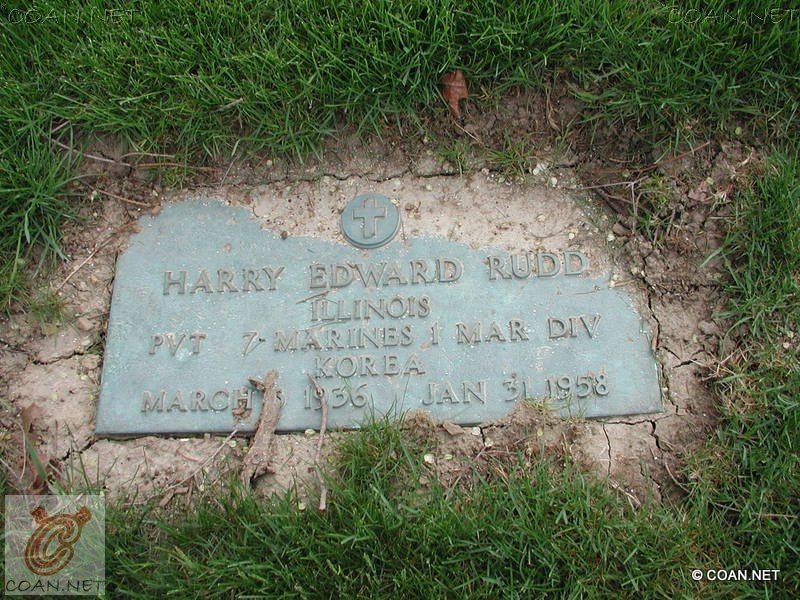 COAN.NET COAN.NET
HARRY EDWARD RUDD
ILLINOIS
PVT 7 MARINES 1 MAR DIV
KOREA
MARCH 3 1936 JAN 31 1958
COAN.NET
© COAN.NET